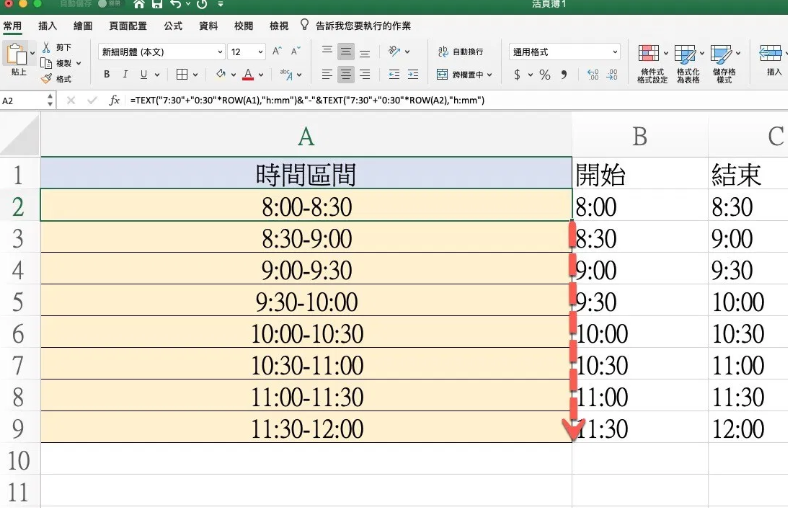 活頁簿1
常用 插入 繪圖 頁面配置 公式 資料 校閱 檢視 告訴我您要執行的作業
貼上 剪下 複製 格式
新細明體 (本文) 12 A^ A˅ 自動換行 通用格式
B I U A 跨欄置中 $ % 條件式格式設定 格式化為表格 儲存格樣式 插入
A2 fx =TEXT("7:30"+"0:30"*ROW(A1),"h:mm")&"-"&TEXT("7:30"+"0:30"*ROW(A2),"h:mm")
A B C
1 時間區間 開始 結束
2 8:00-8:30 8:00 8:30
3 8:30-9:00 8:30 9:00
4 9:00-9:30 9:00 9:30
5 9:30-10:00 9:30 10:00
6 10:00-10:30 10:00 10:30
7 10:30-11:00 10:30 11:00
8 11:00-11:30 11:00 11:30
9 11:30-12:00 11:30 12:00
10
11